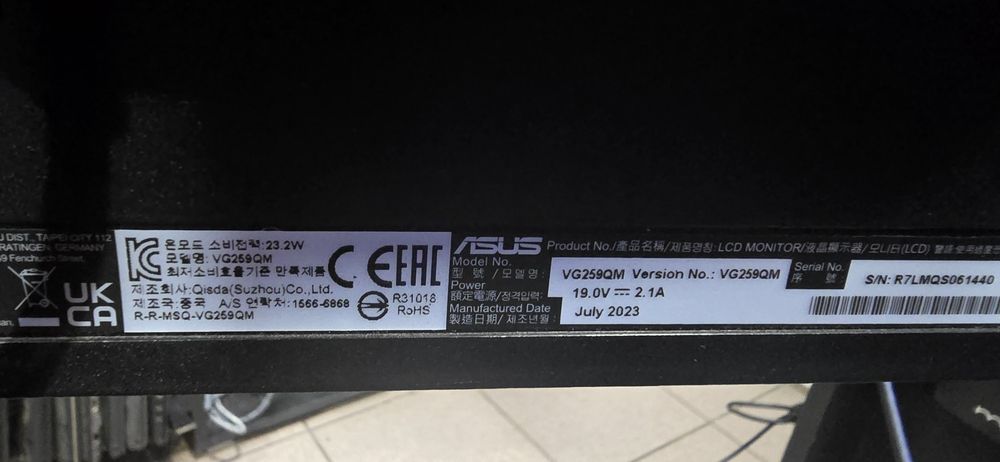 DIST., TAIPEI CITY 112
RATINGEN, GERMANY
Fenchurch Street,
UK
CA
온모드 소비전력:23.2W
모델명: VG259QM
최저소비효율기준 만족제품
제조회사:Qisda(Suzhou)Co.,Ltd.
제조국:중국 A/S 연락처:1566-6868
R-R-MSQ-VG259QM
CE EAC
R31018
RoHS
ASUS Product No./產品名稱/제품명칭: LCD MONITOR/液晶顯示器/모니터(LCD)
Model No.
型 號 /모델명 :
VG259QM Version No.: VG259QM
Power
額定電源/정격입력:
19.0V 2.1A
Manufactured Date
製造日期/ 제조년월 :
July 2023
Serial No.
序 號
S/N: R7LMQS061440